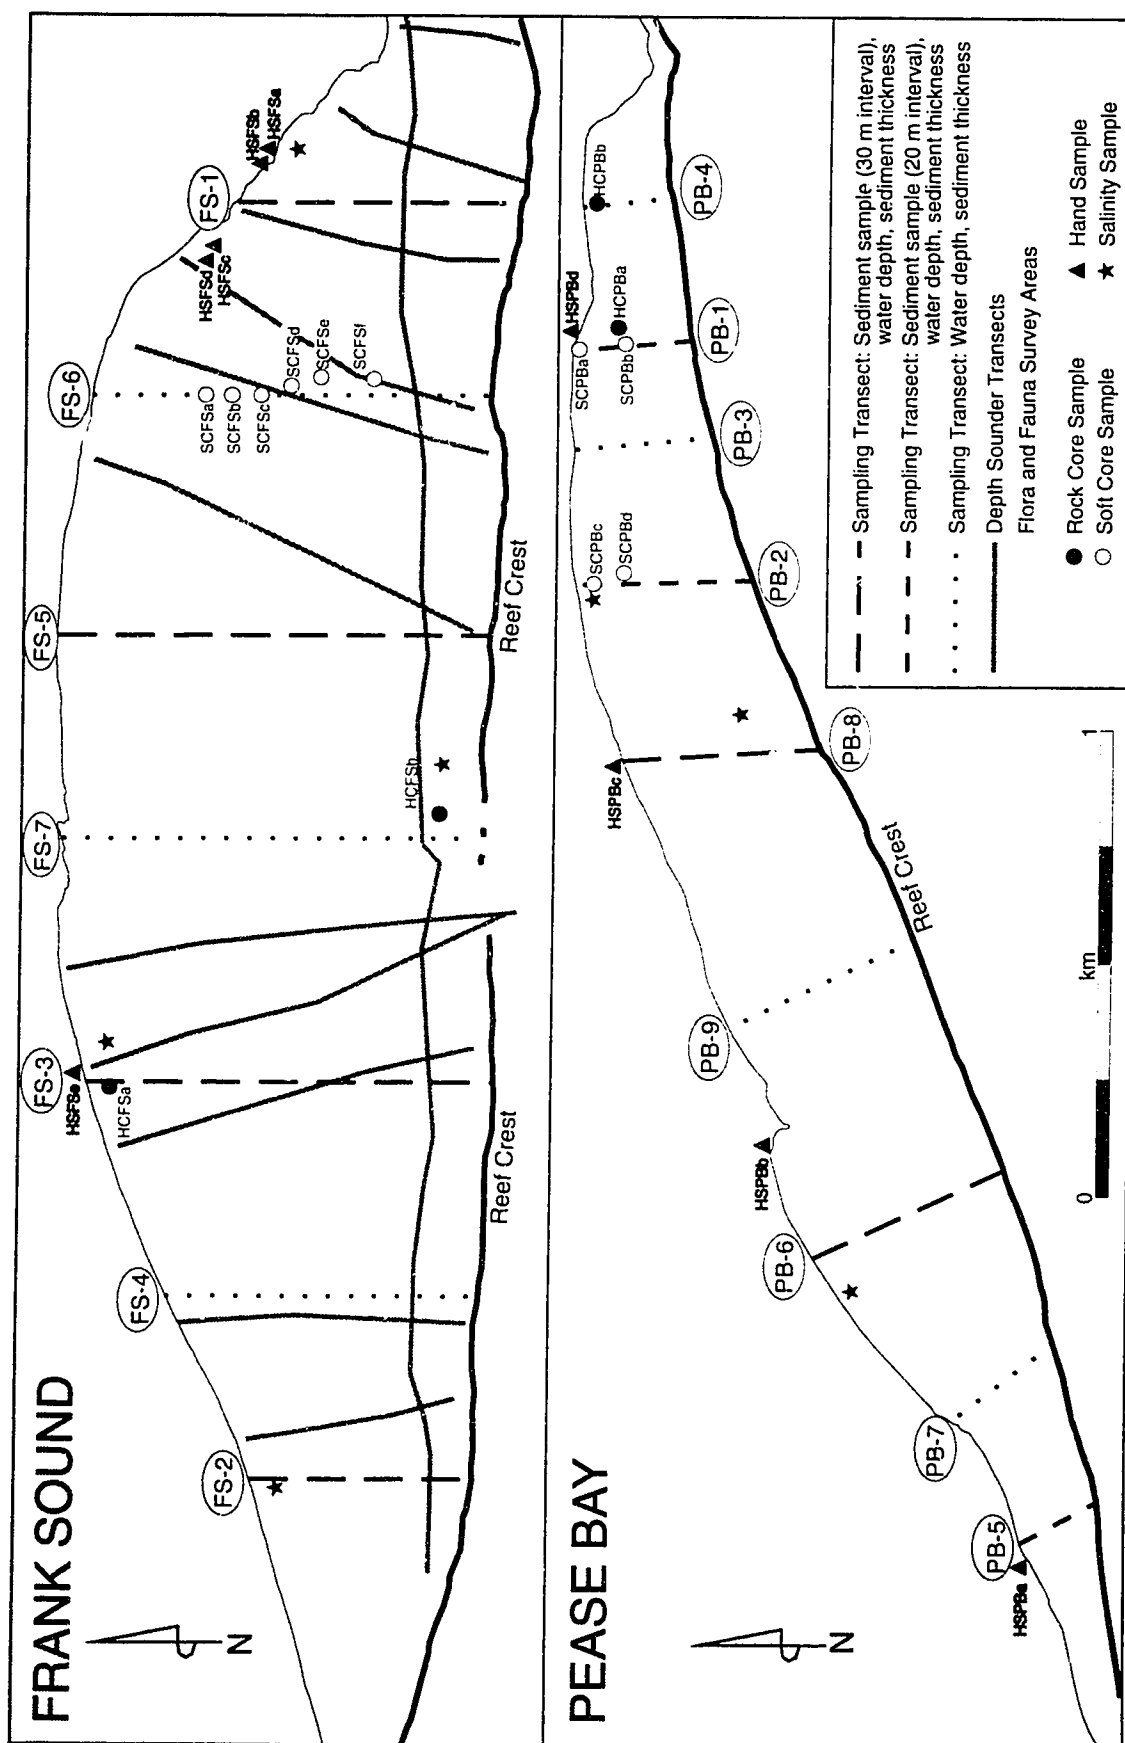 FRANK SOUND
N
FS-2
FS-4
FS-3
FS-7
FS-5
FS-6
FS-1
HSFSe
HCFSa
HCFSb
SCFSa
SCFSb
SCFSc
SCFSd
SCFSe
SCFSf
HSFSd
HSFSc
HSFSb
HSFSa
Reef Crest
Reef Crest
PEASE BAY
N
HSPBa
PB-5
PB-7
PB-6
HSPBb
PB-9
HSPBc
PB-8
SCPBc
SCPBd
PB-2
PB-3
SCPBa
SCPBb
HSPBd
HCPBa
PB-1
HCPBb
PB-4
Reef Crest
0
km
1
Sampling Transect: Sediment sample (30 m interval),
water depth, sediment thickness
Sampling Transect: Sediment sample (20 m interval),
water depth, sediment thickness
Sampling Transect: Water depth, sediment thickness
Depth Sounder Transects
Flora and Fauna Survey Areas
Rock Core Sample
Hand Sample
Soft Core Sample
Salinity Sample